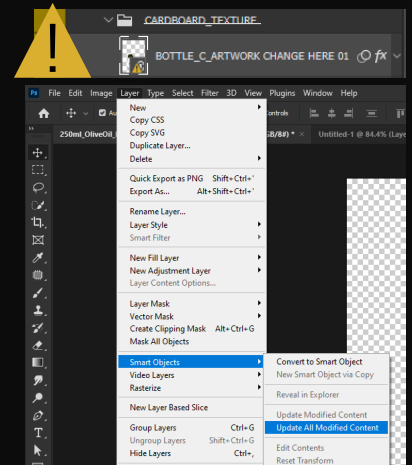 CARDBOARD_TEXTURE
BOTTLE_C_ARTWORK CHANGE HERE 01 fx
Ps File Edit Image Layer Type Select Filter 3D View Plugins Window Help
250ml_OliveOil_
GB/8#) * × Untitled-1 @ 84.4% (Laye
New
Copy CSS
Copy SVG
Duplicate Layer...
Delete
Quick Export as PNG Shift+Ctrl+'
Export As... Alt+Shift+Ctrl+'
Rename Layer...
Layer Style
Smart Filter
New Fill Layer
New Adjustment Layer
Layer Content Options...
Layer Mask
Vector Mask
Create Clipping Mask Alt+Ctrl+G
Mask All Objects
Smart Objects
Video Layers
Rasterize
New Layer Based Slice
Group Layers Ctrl+G
Ungroup Layers Shift+Ctrl+G
Hide Layers Ctrl+,
Convert to Smart Object
New Smart Object via Copy
Reveal in Explorer
Update Modified Content
Update All Modified Content
Edit Contents
Reset Transform